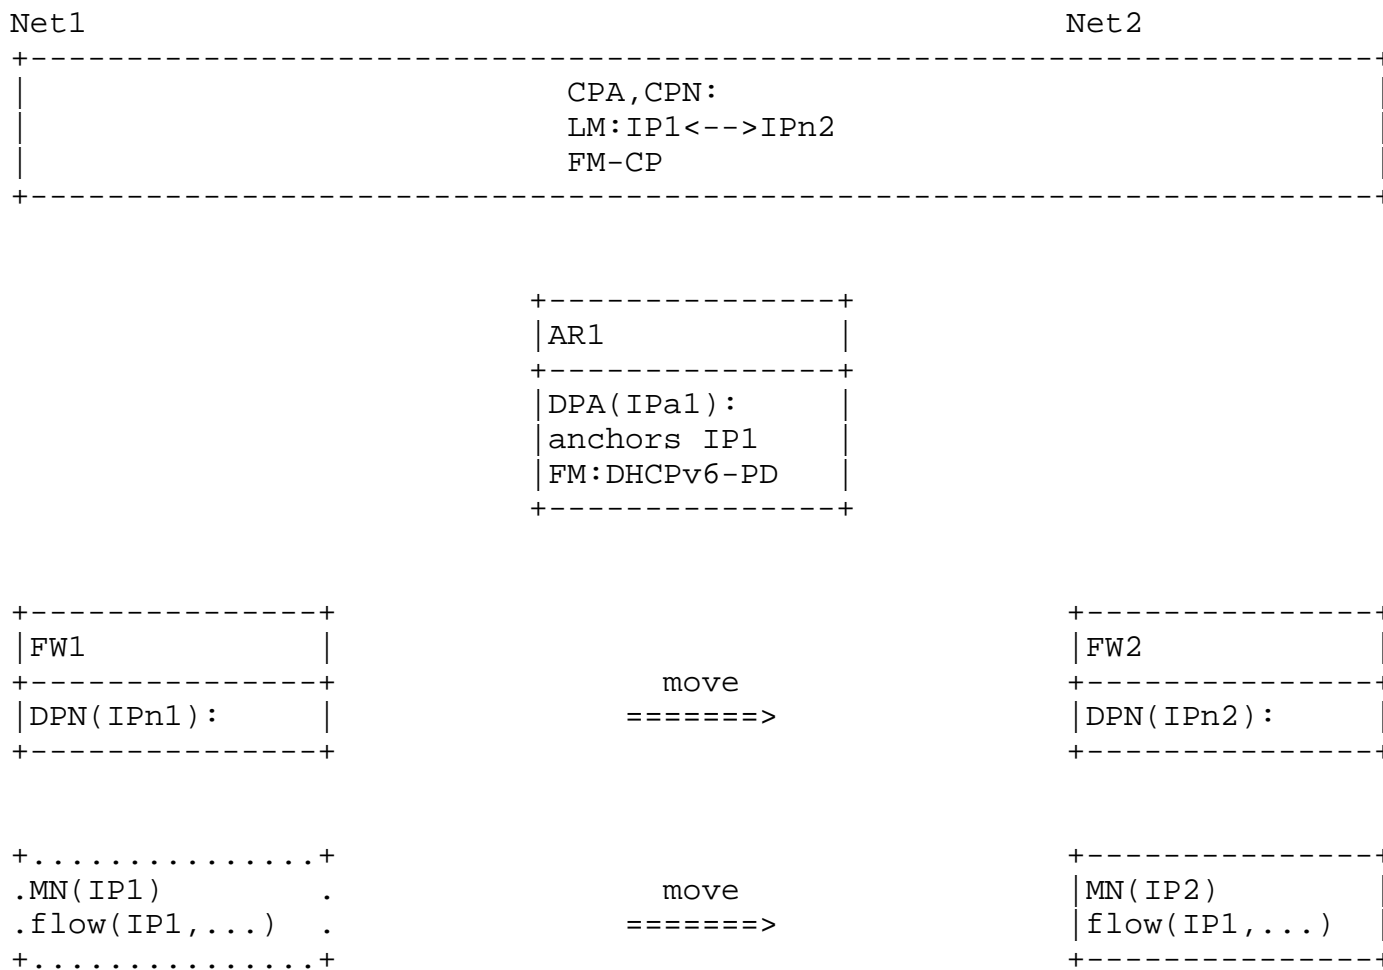 Net1 Net2
CPA,CPN:
LM:IP1<-->IPn2
FM-CP
AR1
DPA(IPa1):
anchors IP1
FM:DHCPv6-PD
FW1 FW2
move
DPN(IPn1): =======> DPN(IPn2):
MN(IP1) move MN(IP2)
flow(IP1,...) =======> flow(IP1,...)